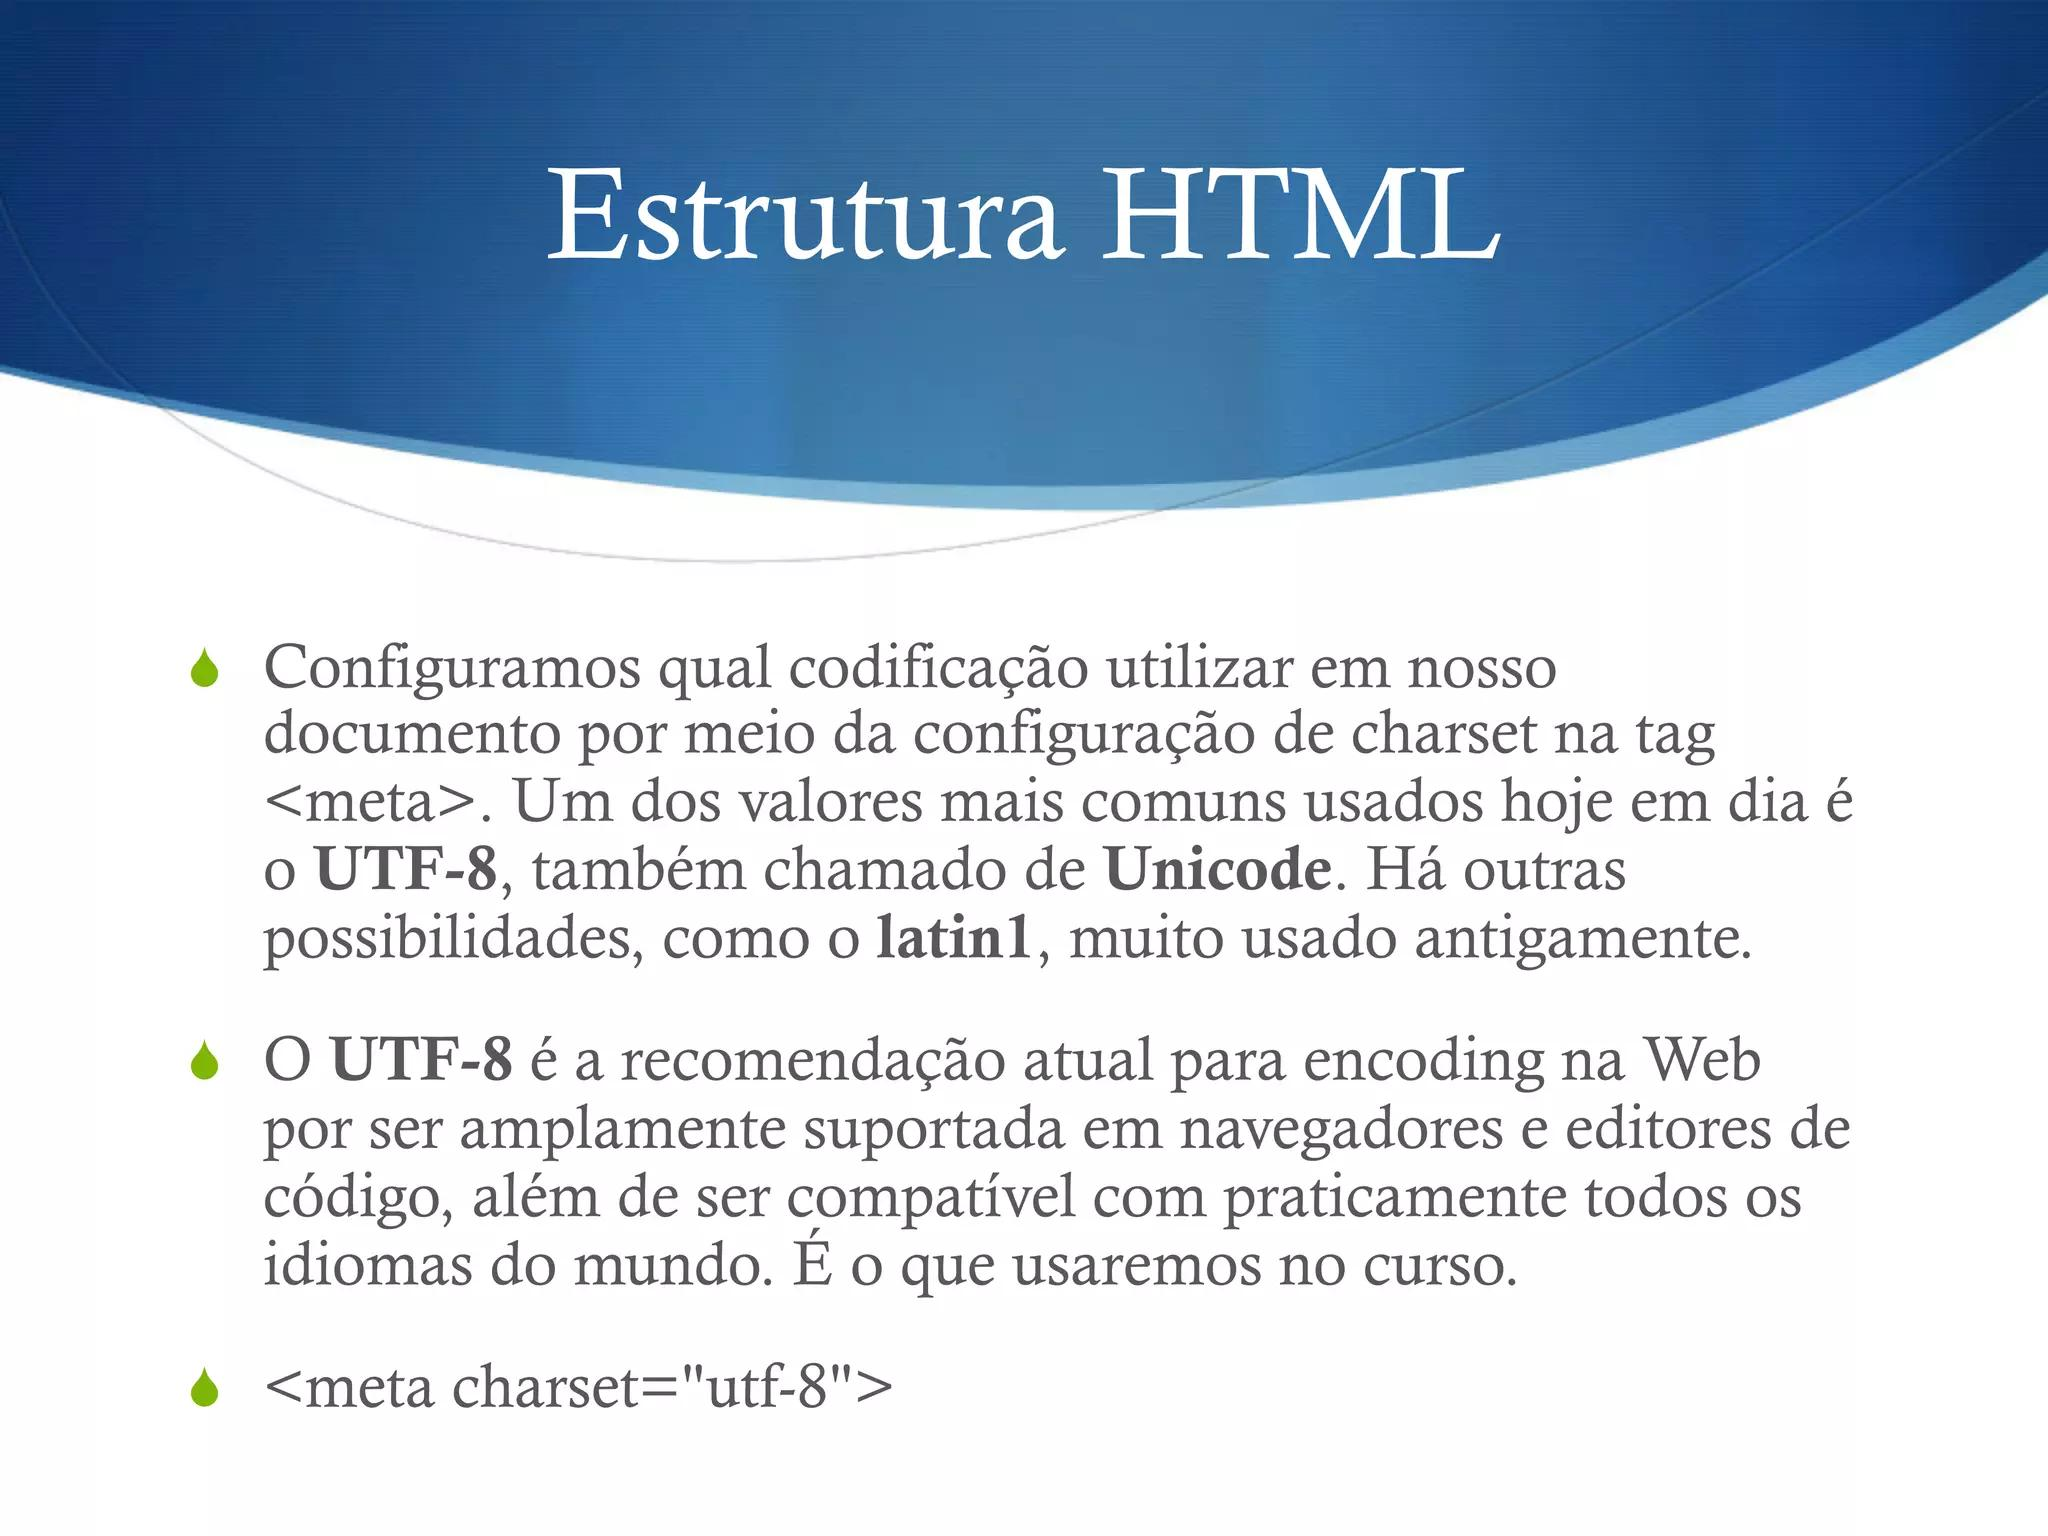 Estrutura HTML
Configuramos qual codificação utilizar em nosso
documento por meio da configuração de charset na tag
<meta>. Um dos valores mais comuns usados hoje em dia é
o UTF-8, também chamado de Unicode. Há outras
possibilidades, como o latin1, muito usado antigamente.
O UTF-8 é a recomendação atual para encoding na Web
por ser amplamente suportada em navegadores e editores de
código, além de ser compatível com praticamente todos os
idiomas do mundo. É o que usaremos no curso.
<meta charset="utf-8">